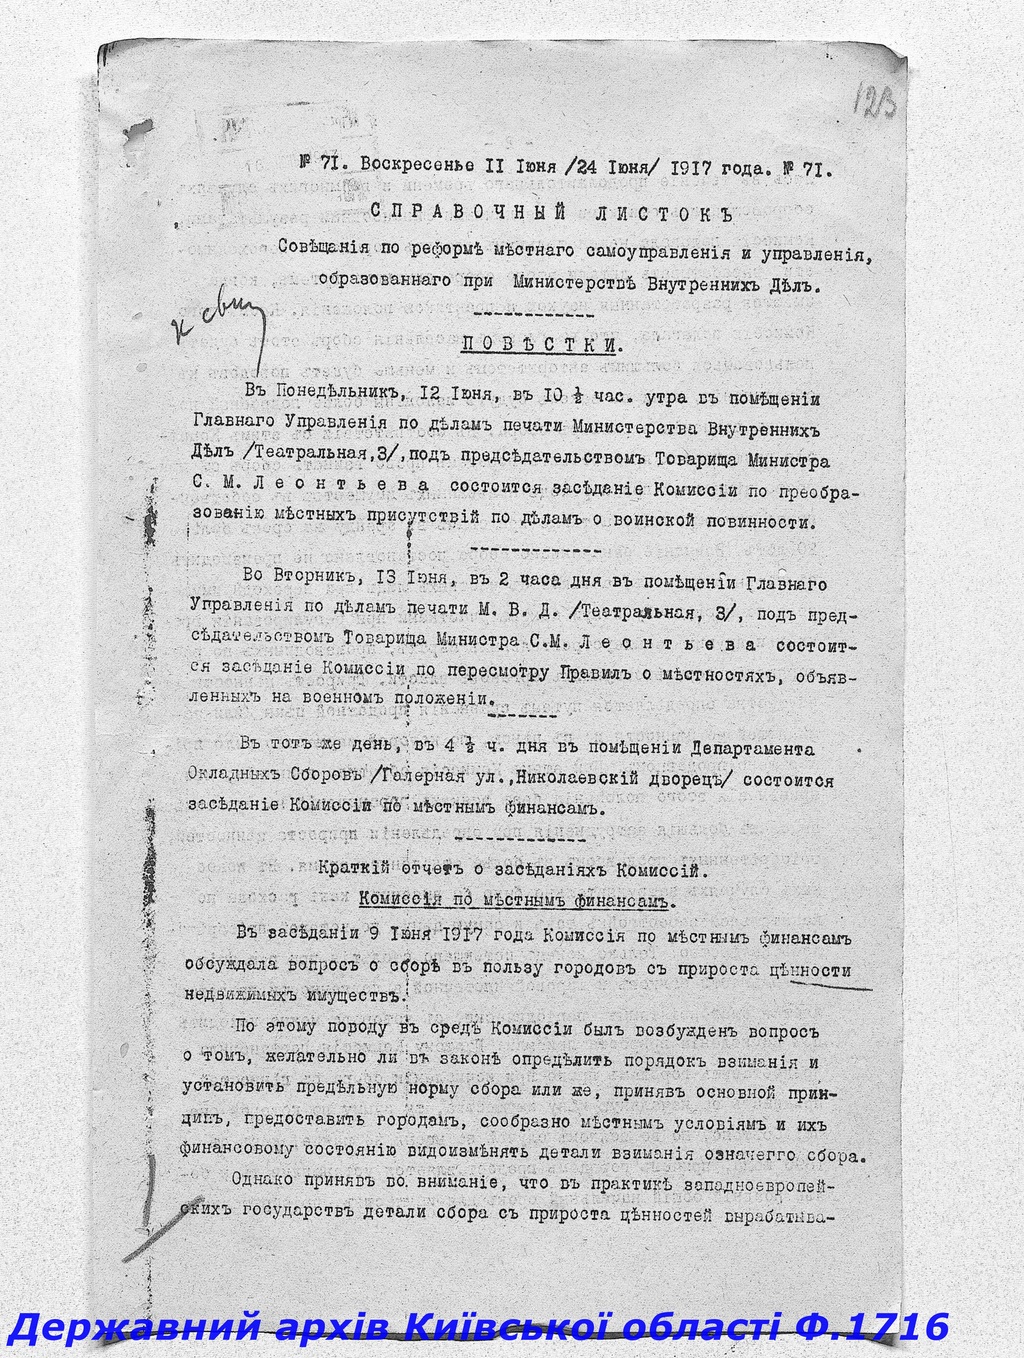 123
№ 71. Воскресенье 11 Іюня /24 Іюня/ 1917 года. № 71.
СПРАВОЧНЫЙ ЛИСТОКЪ
Совѣщанія по реформѣ мѣстнаго самоуправленія и управленія,
образованнаго при Министерствѣ Внутреннихъ Дѣлъ.
к
ПОВѢСТКИ.
Въ Понедѣльникъ, 12 Іюня, въ 10 ½ час. утра въ помѣщеніи
Главнаго Управленія по дѣламъ печати Министерства Внутреннихъ
Дѣлъ /Театральная,3/,подъ предсѣдательствомъ Товарища Министра
С. М. Леонтьева состоится засѣданіе Комиссіи по преобра-
зованію мѣстныхъ присутствій по дѣламъ о воинской повинности.
Во Вторникъ, 13 Іюня, въ 2 часа дня въ помѣщеніи Главнаго
Управленія по дѣламъ печати М. В. Д. /Театральная, 3/, подъ пред-
сѣдательствомъ Товарища Министра С.М. Леонтьева состоит-
ся засѣданіе Комиссіи по пересмотру Правилъ о мѣстностяхъ, объяв-
ленныхъ на военномъ положеніи.
Въ тотъ же день, въ 4 ½ ч. дня въ помѣщеніи Департамента
Окладныхъ Сборовъ /Галерная ул.,Николаевскій дворецъ/ состоится
засѣданіе Комиссіи по мѣстнымъ финансамъ.
Краткій отчетъ о засѣданіяхъ Комиссій.
Комиссія по мѣстнымъ финансамъ.
Въ засѣданіи 9 Іюня 1917 года Комиссія по мѣстнымъ финансамъ
обсуждала вопросъ о сборѣ въ пользу городовъ съ прироста цѣнности
недвижимыхъ имуществъ.
По этому поводу въ средѣ Комиссіи былъ возбужденъ вопросъ
о томъ, желательно ли въ законѣ опредѣлить порядокъ взиманія и
установить предѣльную норму сбора или же, принявъ основной прин-
ципъ, предоставить городамъ, сообразно мѣстнымъ условіямъ и ихъ
финансовому состоянію видоизмѣнять детали взиманія означегго сбора.
Однако принявъ во вниманіе, что въ практикѣ западноевропей-
скихъ государствъ детали сбора съ прироста цѣнностей вырабатыва-
Державний архів Київської області Ф.1716